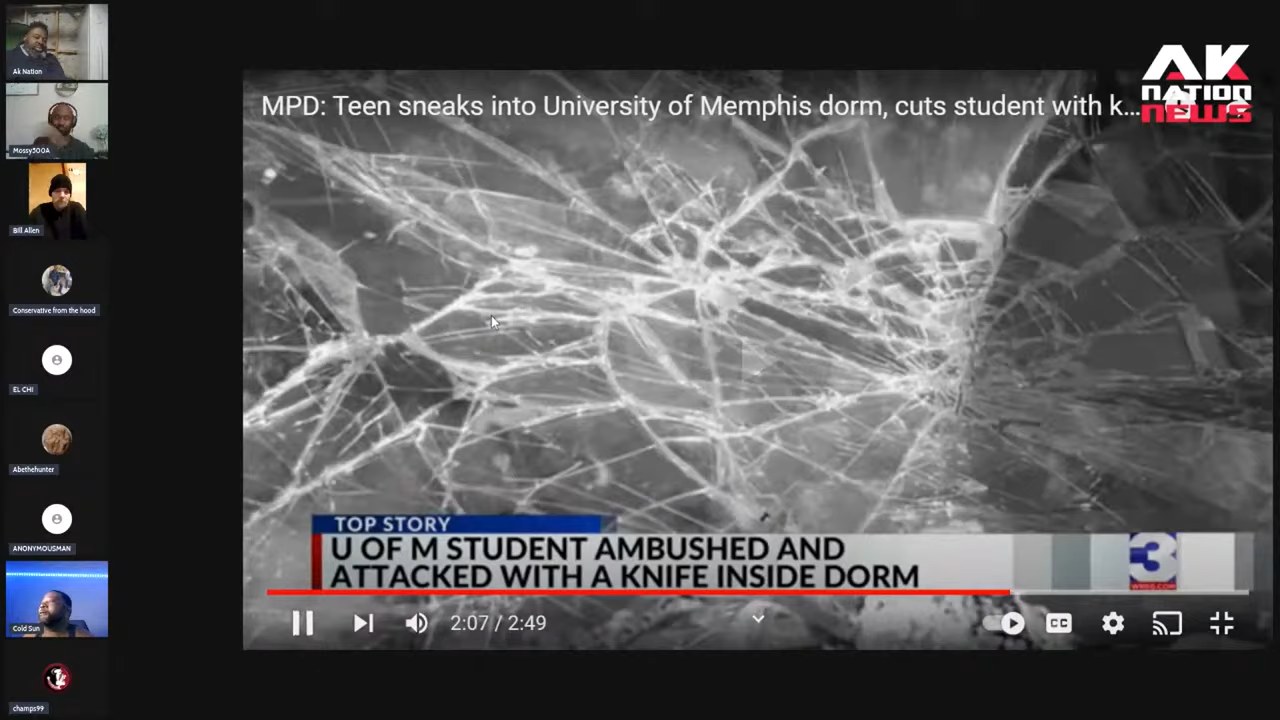 Ak Nation
Mossy500A
Bill Allen
Conservative from the hood
EL CHI
Abethehunter
ANONYMOUSMAN
Cold Sun
champs99
MPD: Teen sneaks into University of Memphis dorm, cuts student with k...
AK
NATION
NEWS
TOP STORY
U OF M STUDENT AMBUSHED AND
ATTACKED WITH A KNIFE INSIDE DORM
3
2:07 / 2:49
CC